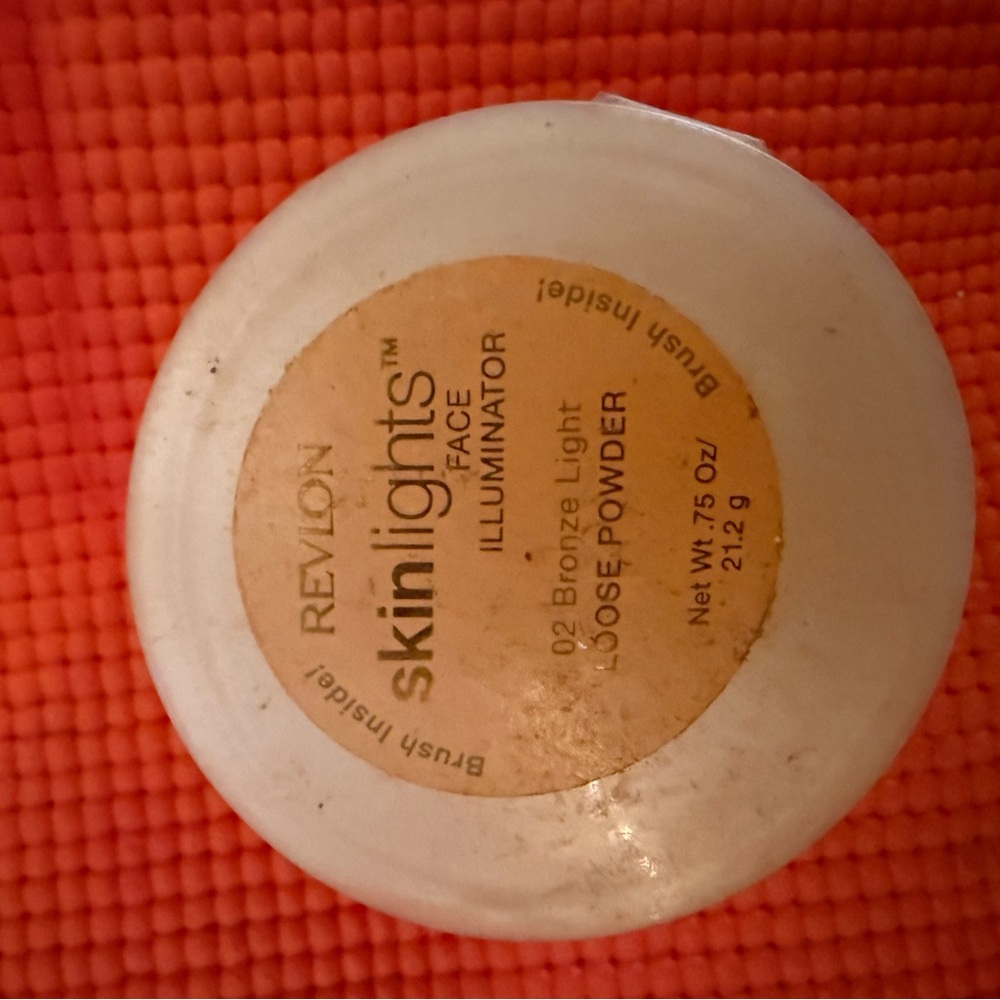 REVLON
skinlights™
FACE
ILLUMINATOR
02 Bronze Light
LOOSE POWDER
Net Wt .75 Oz/
21.2 g
Brush Inside!
Brush Inside!